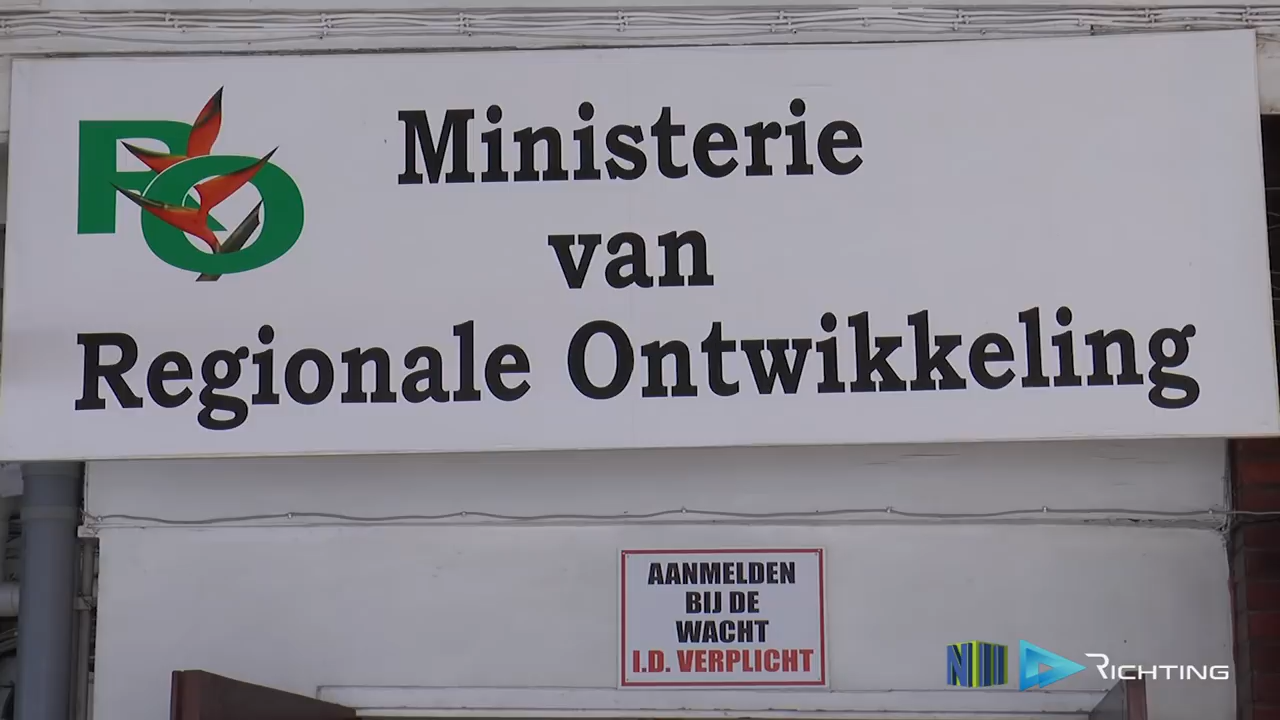 RO
Ministerie
van
Regionale Ontwikkeling
AANMELDEN
BIJ DE
WACHT
I.D. VERPLICHT
NII RICHTING